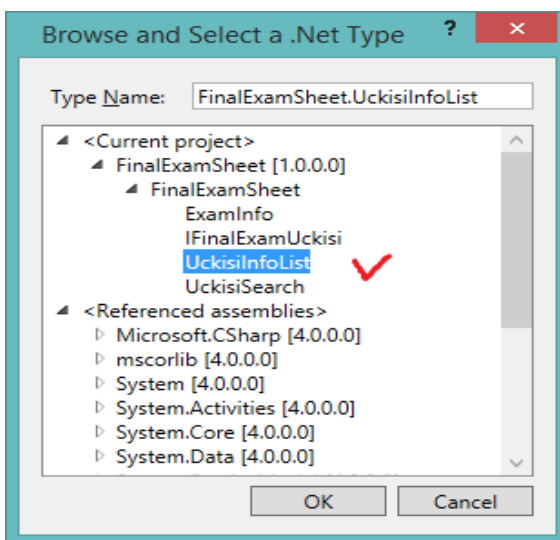 Browse and Select a .Net Type ?
Type Name: FinalExamSheet.UckisiInfoList
<Current project>
FinalExamSheet [1.0.0.0]
FinalExamSheet
ExamInfo
IFinalExamUckisi
UckisiInfoList
UckisiSearch
<Referenced assemblies>
Microsoft.CSharp [4.0.0.0]
mscorlib [4.0.0.0]
System [4.0.0.0]
System.Activities [4.0.0.0]
System.Core [4.0.0.0]
System.Data [4.0.0.0]
OK Cancel